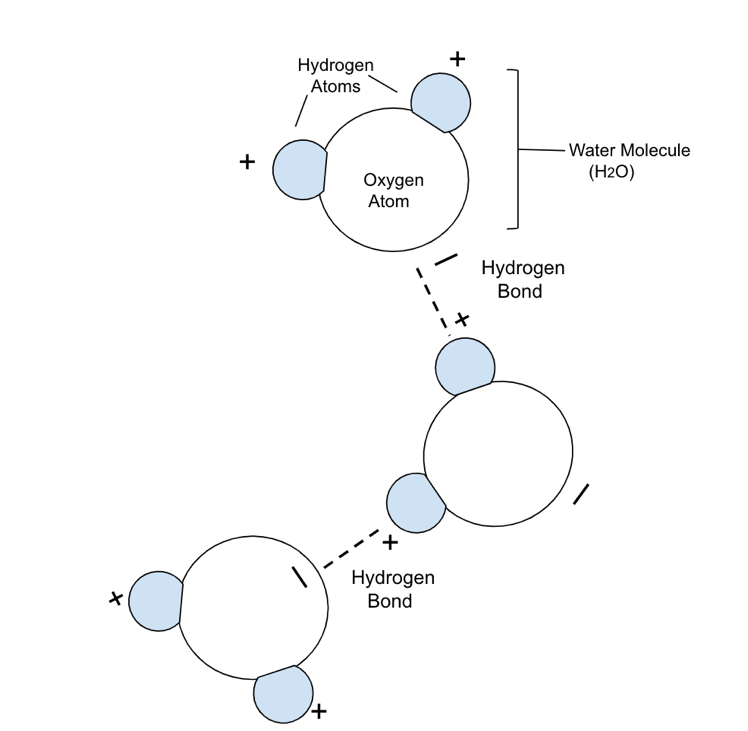 +
Hydrogen
Atoms
+
Oxygen
Atom
Water Molecule
(H2O)
–
Hydrogen
Bond
+
–
+
–
Hydrogen
Bond
+
+